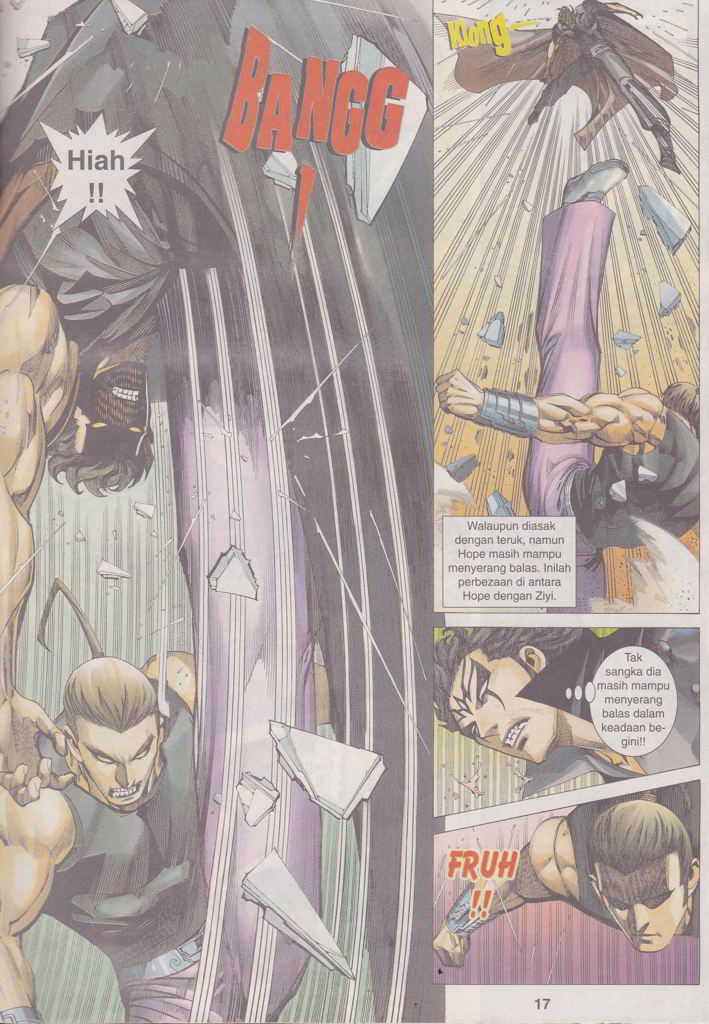 BANGG
!
Hiah
!!
Klong~
Walaupun diasak
dengan teruk, namun
Hope masih mampu
menyerang balas. Inilah
perbezaan di antara
Hope dengan Ziyi.
Tak
sangka dia
masih mampu
menyerang
balas dalam
keadaan be-
gini!!
FRUH
!!
17